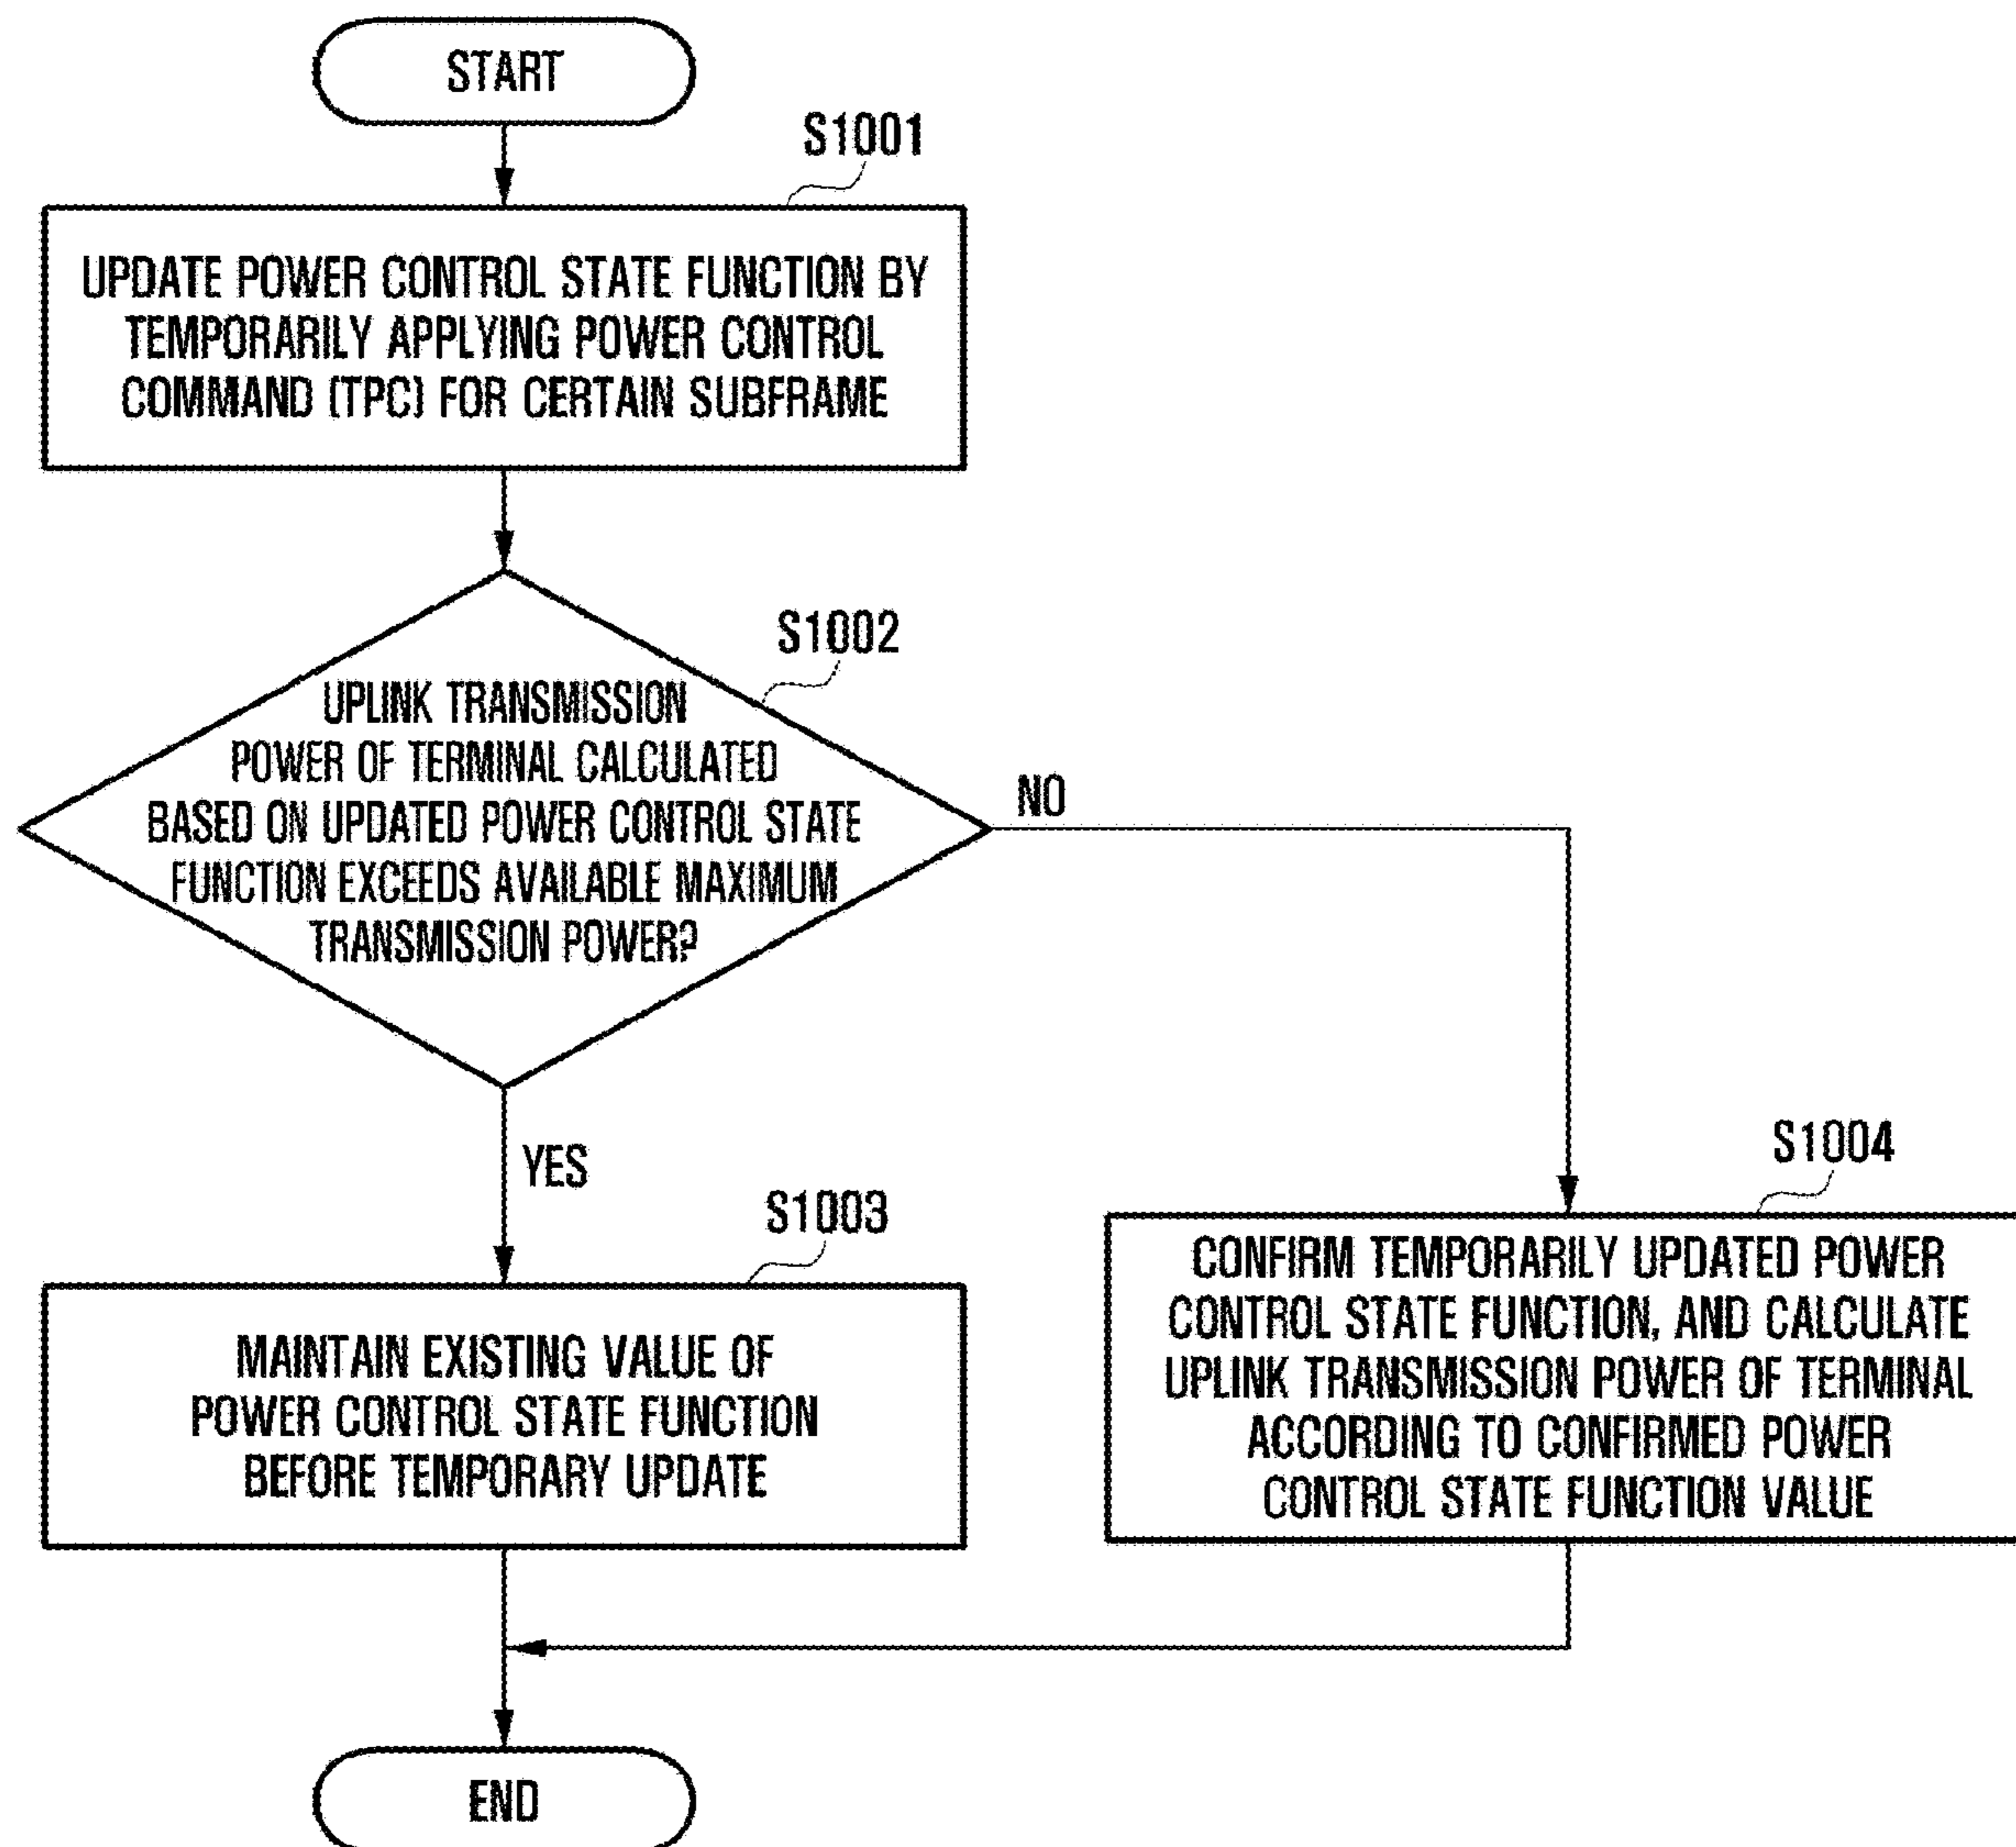 START
S1001
UPDATE POWER CONTROL STATE FUNCTION BY
TEMPORARILY APPLYING POWER CONTROL
COMMAND (TPC) FOR CERTAIN SUBFRAME
S1002
UPLINK TRANSMISSION
POWER OF TERMINAL CALCULATED
BASED ON UPDATED POWER CONTROL STATE
FUNCTION EXCEEDS AVAILABLE MAXIMUM
TRANSMISSION POWER?
NO
YES
S1003
MAINTAIN EXISTING VALUE OF
POWER CONTROL STATE FUNCTION
BEFORE TEMPORARY UPDATE
S1004
CONFIRM TEMPORARILY UPDATED POWER
CONTROL STATE FUNCTION, AND CALCULATE
UPLINK TRANSMISSION POWER OF TERMINAL
ACCORDING TO CONFIRMED POWER
CONTROL STATE FUNCTION VALUE
END